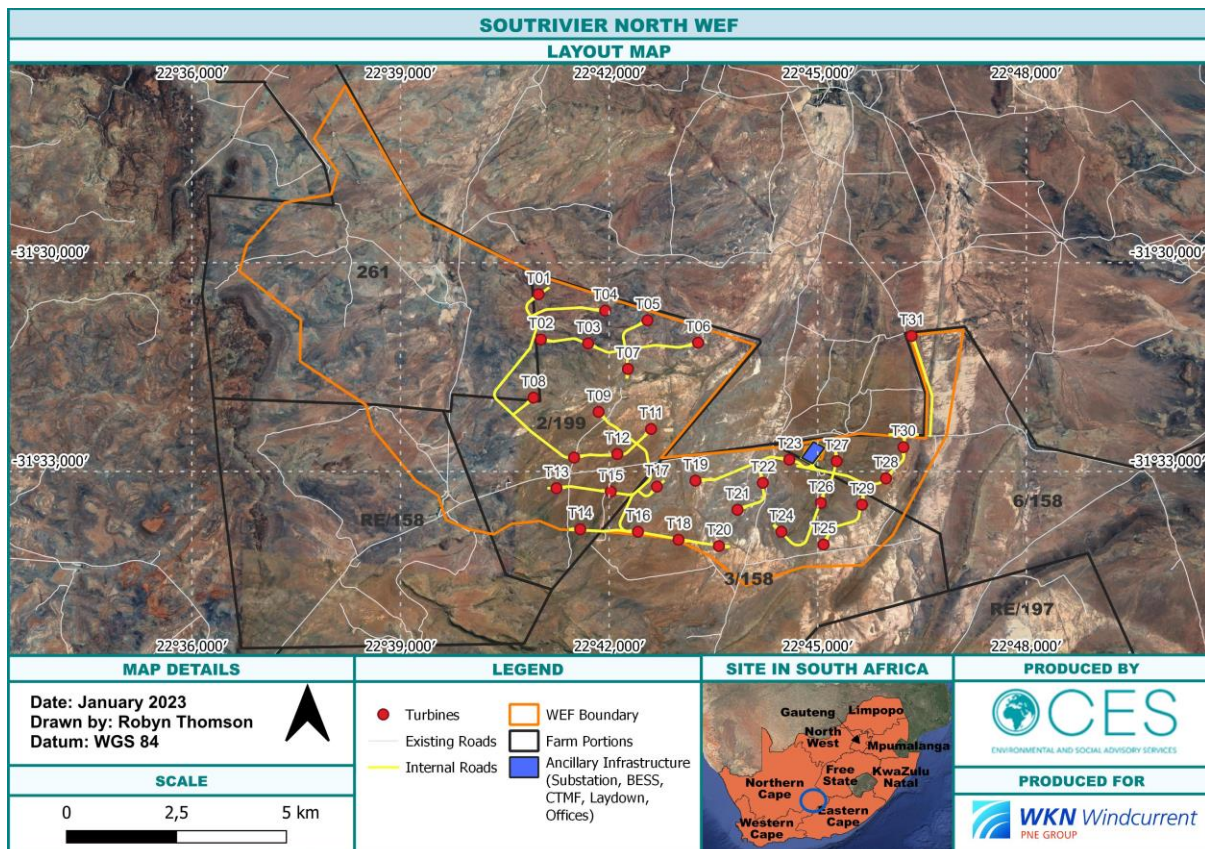 SOUTRIVIER NORTH WEF
LAYOUT MAP
22°36,000' 22°39,000' 22°42,000' 22°45,000' 22°48,000'
-31°30,000' -31°30,000'
261
T01
T04
T05
T31
T02 T03 T06
T07
T08
T09
2/199 T11
T12 T23 T27 T30
-31°33,000' -31°33,000'
T13 T15 T17 T19 T22 T28
T21 T26 T29 6/158
RE/158 T14 T16 T18 T20 T24 T25
3/158
RE/197
22°36,000' 22°39,000' 22°42,000' 22°45,000' 22°48,000'
MAP DETAILS
Date: January 2023
Drawn by: Robyn Thomson
Datum: WGS 84
SCALE
0 2,5 5 km
LEGEND
Turbines
Existing Roads
Internal Roads
WEF Boundary
Farm Portions
Ancillary Infrastructure
(Substation, BESS,
CTMF, Laydown,
Offices)
SITE IN SOUTH AFRICA
Limpopo
Gauteng
North
West
Mpumalanga
Free
State
KwaZulu
Natal
Northern
Cape
Eastern
Cape
Western
Cape
PRODUCED BY
CES
ENVIRONMENTAL AND SOCIAL ADVISORY SERVICES
PRODUCED FOR
WKN Windcurrent
PNE GROUP